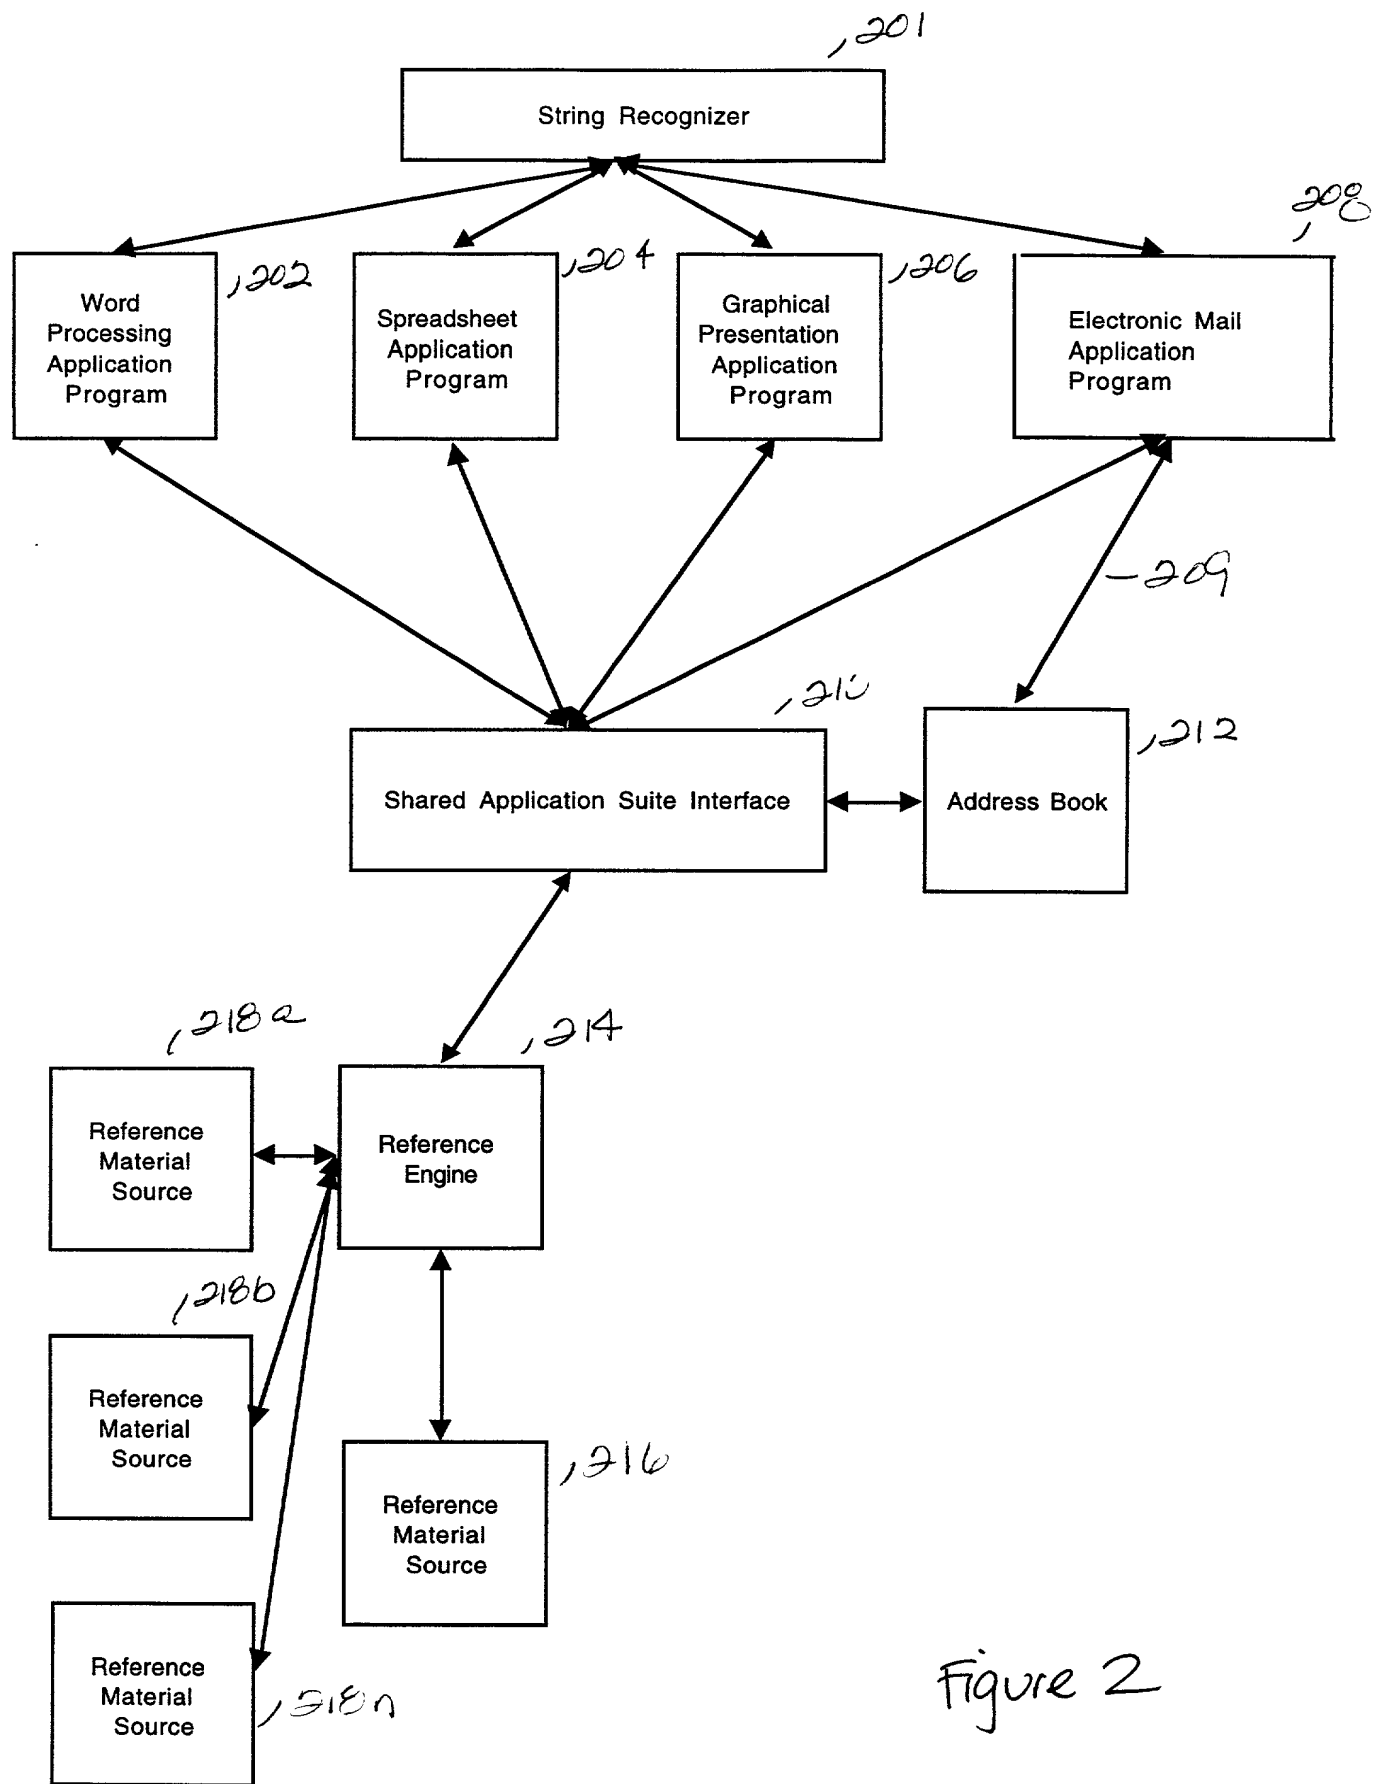 ,201
String Recognizer
,208
,202
,204
,206
Word
Processing
Application
Program
Spreadsheet
Application
Program
Graphical
Presentation
Application
Program
Electronic Mail
Application
Program
-209
,210
,212
Shared Application Suite Interface
Address Book
,218a
,214
Reference
Material
Source
Reference
Engine
,218b
Reference
Material
Source
,216
Reference
Material
Source
Reference
Material
Source
,218n
Figure 2